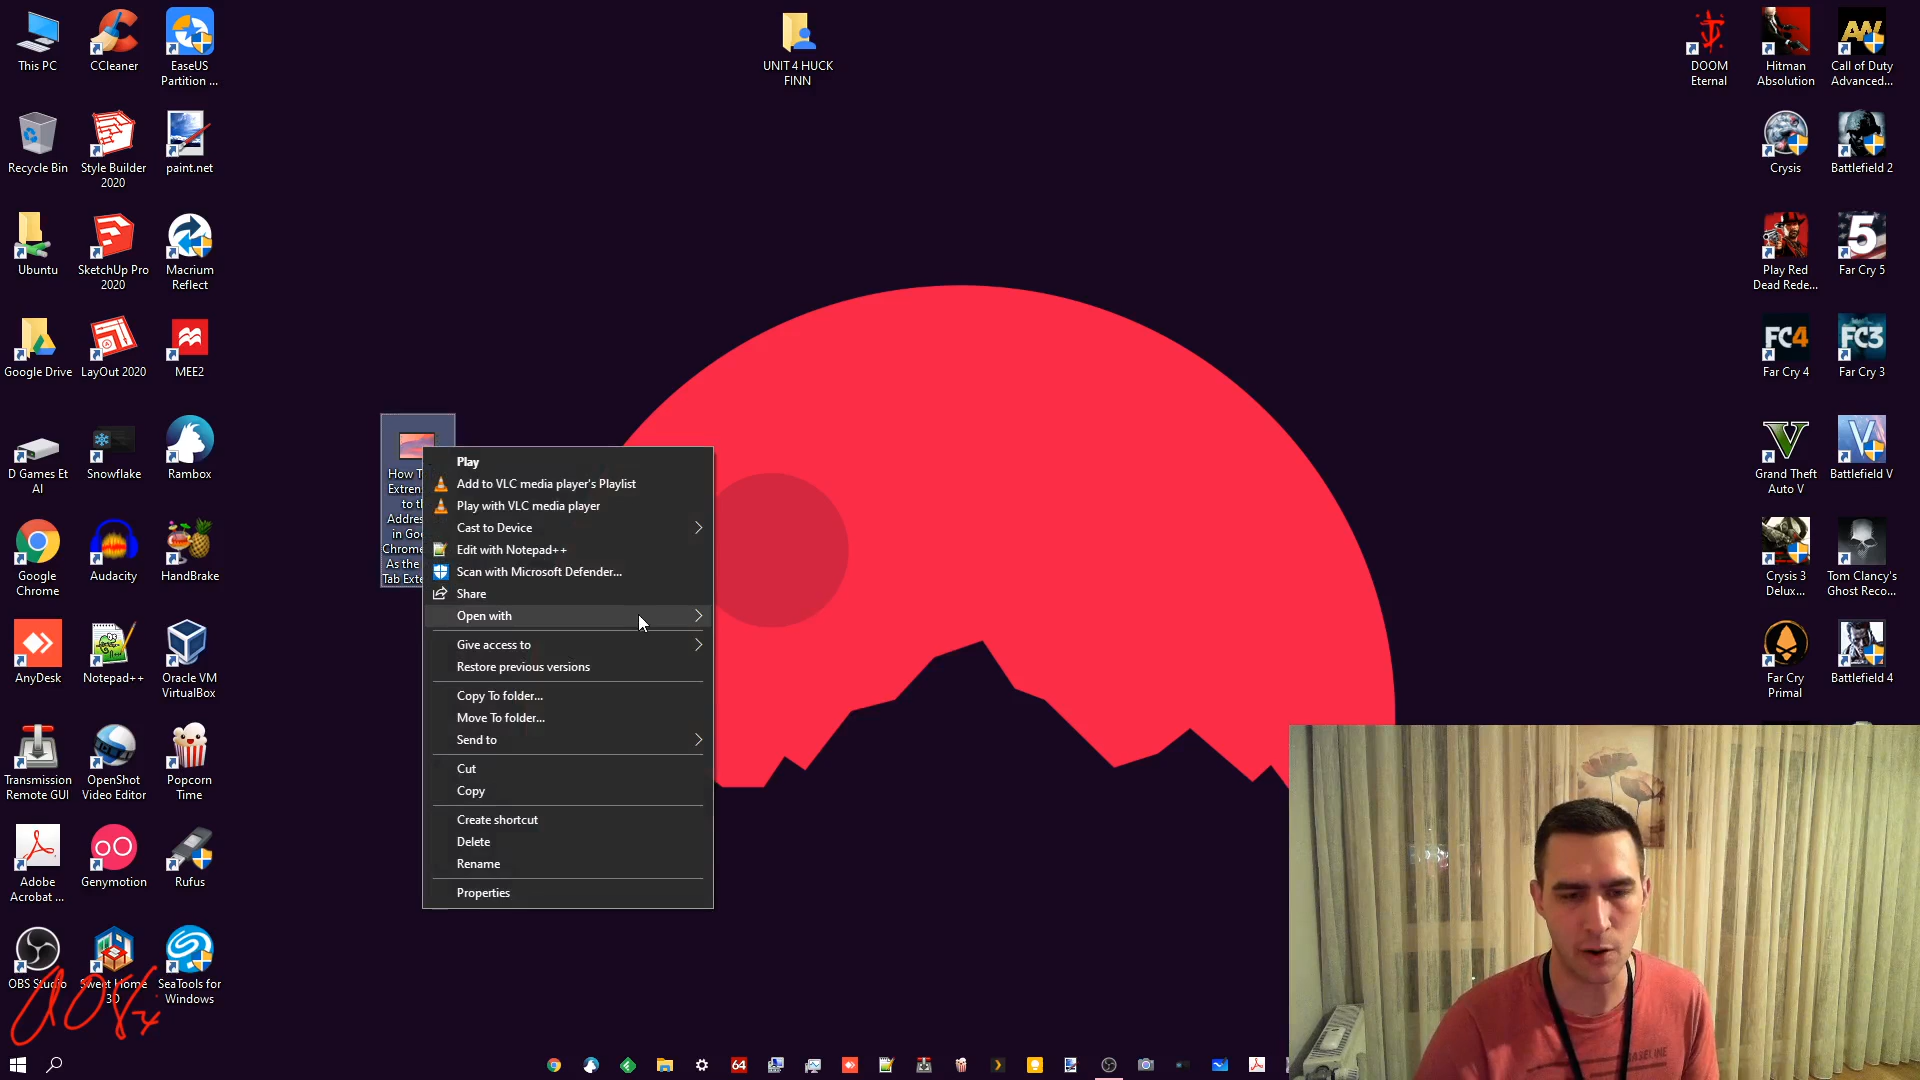 This PC
CCleaner
EaseUS
Partition ...
UNIT 4 HUCK
FINN
DOOM
Eternal
Hitman
Absolution
Call of Duty
Advanced...
Recycle Bin
Style Builder
2020
paint.net
Crysis
Battlefield 2
Ubuntu
SketchUp Pro
2020
Macrium
Reflect
Play Red
Dead Rede...
5
Far Cry 5
Google Drive
LayOut 2020
MEE2
FC4
Far Cry 4
FC3
Far Cry 3
D Games Et
Al
Snowflake
Rambox
Grand Theft
Auto V
Battlefield V
How T
Extren
to th
Addres
in Goo
Chrome
As the
Tab Exte
Play
Add to VLC media player's Playlist
Play with VLC media player
Cast to Device
Edit with Notepad++
Scan with Microsoft Defender...
Share
Open with
Give access to
Restore previous versions
Copy To folder...
Move To folder...
Send to
Cut
Copy
Create shortcut
Delete
Rename
Properties
Google
Chrome
Audacity
HandBrake
Crysis 3
Delux...
Tom Clancy's
Ghost Reco...
AnyDesk
Notepad++
Oracle VM
VirtualBox
Far Cry
Primal
Battlefield 4
Transmission
Remote GUI
OpenShot
Video Editor
Popcorn
Time
Adobe
Acrobat ...
Genymotion
Rufus
OBS Studio
Sweet Home
3D
SeaTools for
Windows
64
BASELINE